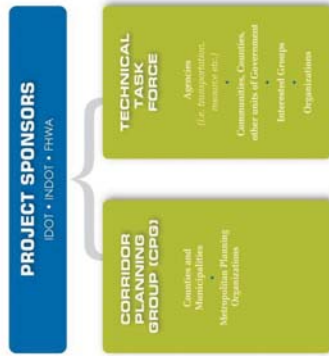 PROJECT SPONSORS
IDOT • INDOT • FHWA
CORRIDOR
PLANNING
GROUP (CPG)
Counties and
Municipalities
•
Metropolitan Planning
Organizations
TECHNICAL
TASK
FORCE
Agencies
(i.e. transportation,
resource etc.)
•
Communities, Counties,
other units of Government
•
Interested Groups
•
Organizations